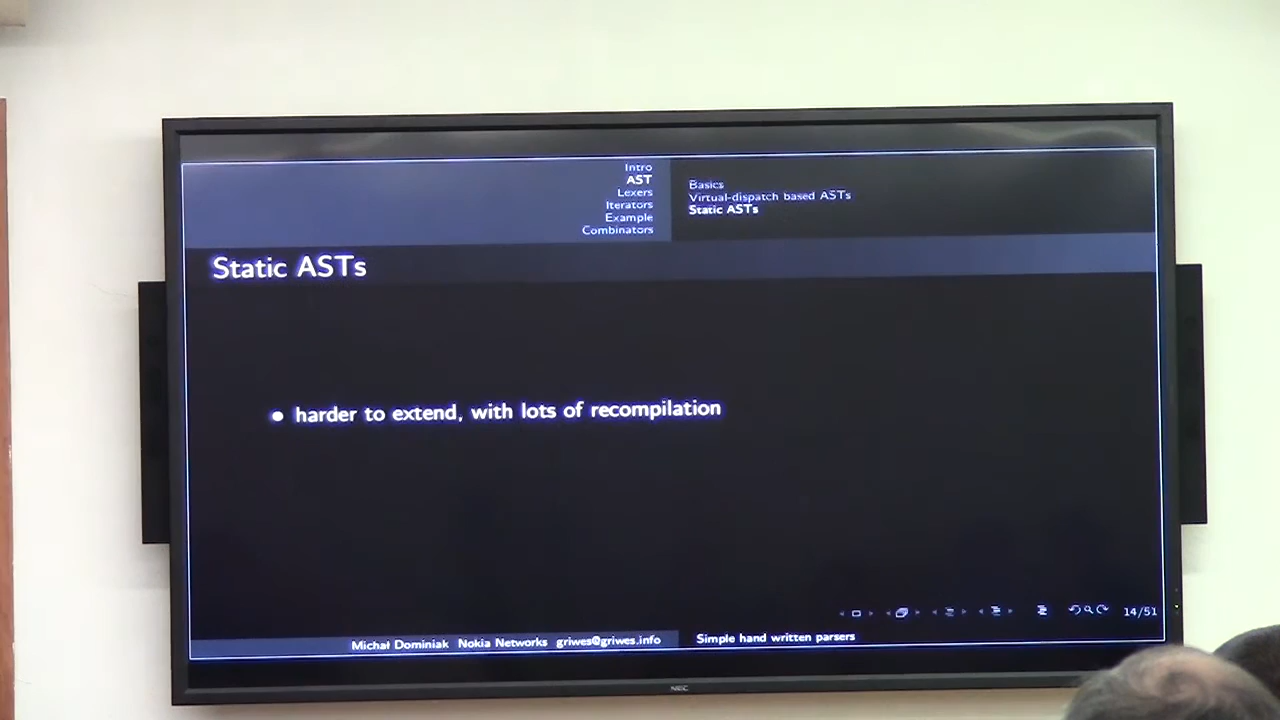 Intro
AST
Lexers
Iterators
Example
Combinators
Basics
Virtual-dispatch based ASTs
Static ASTs
Static ASTs
• harder to extend, with lots of recompilation
14/51
Michał Dominiak Nokia Networks griwes@griwes.info
Simple hand written parsers
NEC